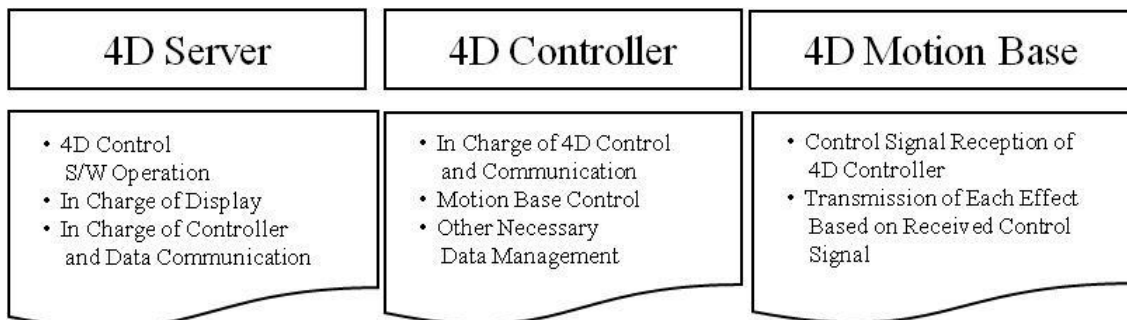 4D Server
4D Controller
4D Motion Base
• 4D Control
S/W Operation
• In Charge of Display
• In Charge of Controller
and Data Communication
• In Charge of 4D Control
and Communication
• Motion Base Control
• Other Necessary
Data Management
• Control Signal Reception of
4D Controller
• Transmission of Each Effect
Based on Received Control
Signal